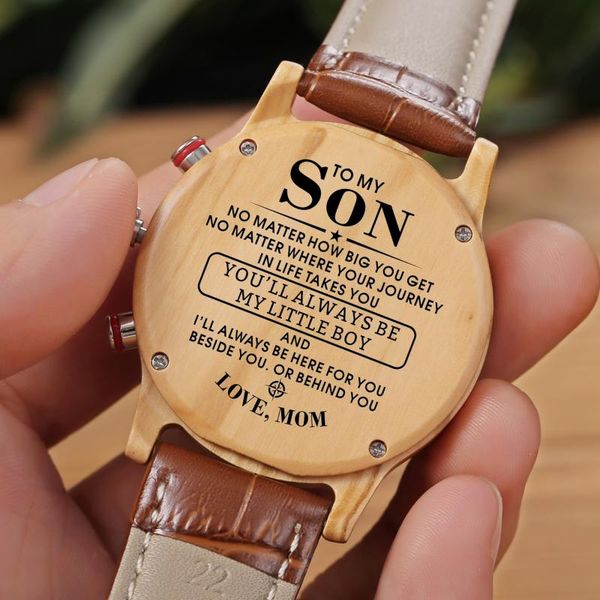 TO MY
SON
NO MATTER HOW BIG YOU GET
NO MATTER WHERE YOUR JOURNEY
IN LIFE TAKES YOU
YOU'LL ALWAYS BE
MY LITTLE BOY
AND
I'LL ALWAYS BE HERE FOR YOU
BESIDE YOU. OR BEHIND YOU
LOVE, MOM
22